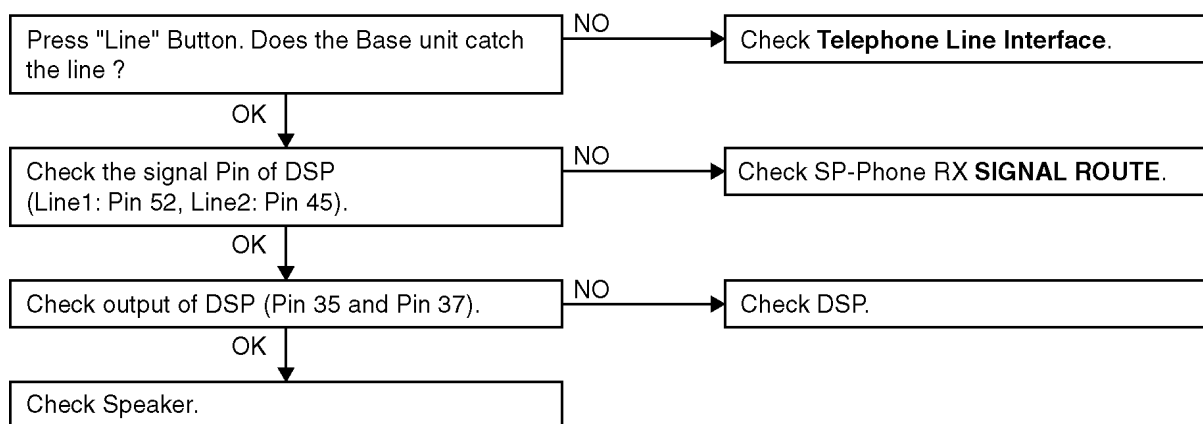 Press "Line" Button. Does the Base unit catch
the line ?
NO
Check Telephone Line Interface.
OK
Check the signal Pin of DSP
(Line1: Pin 52, Line2: Pin 45).
NO
Check SP-Phone RX SIGNAL ROUTE.
OK
Check output of DSP (Pin 35 and Pin 37).
NO
Check DSP.
OK
Check Speaker.